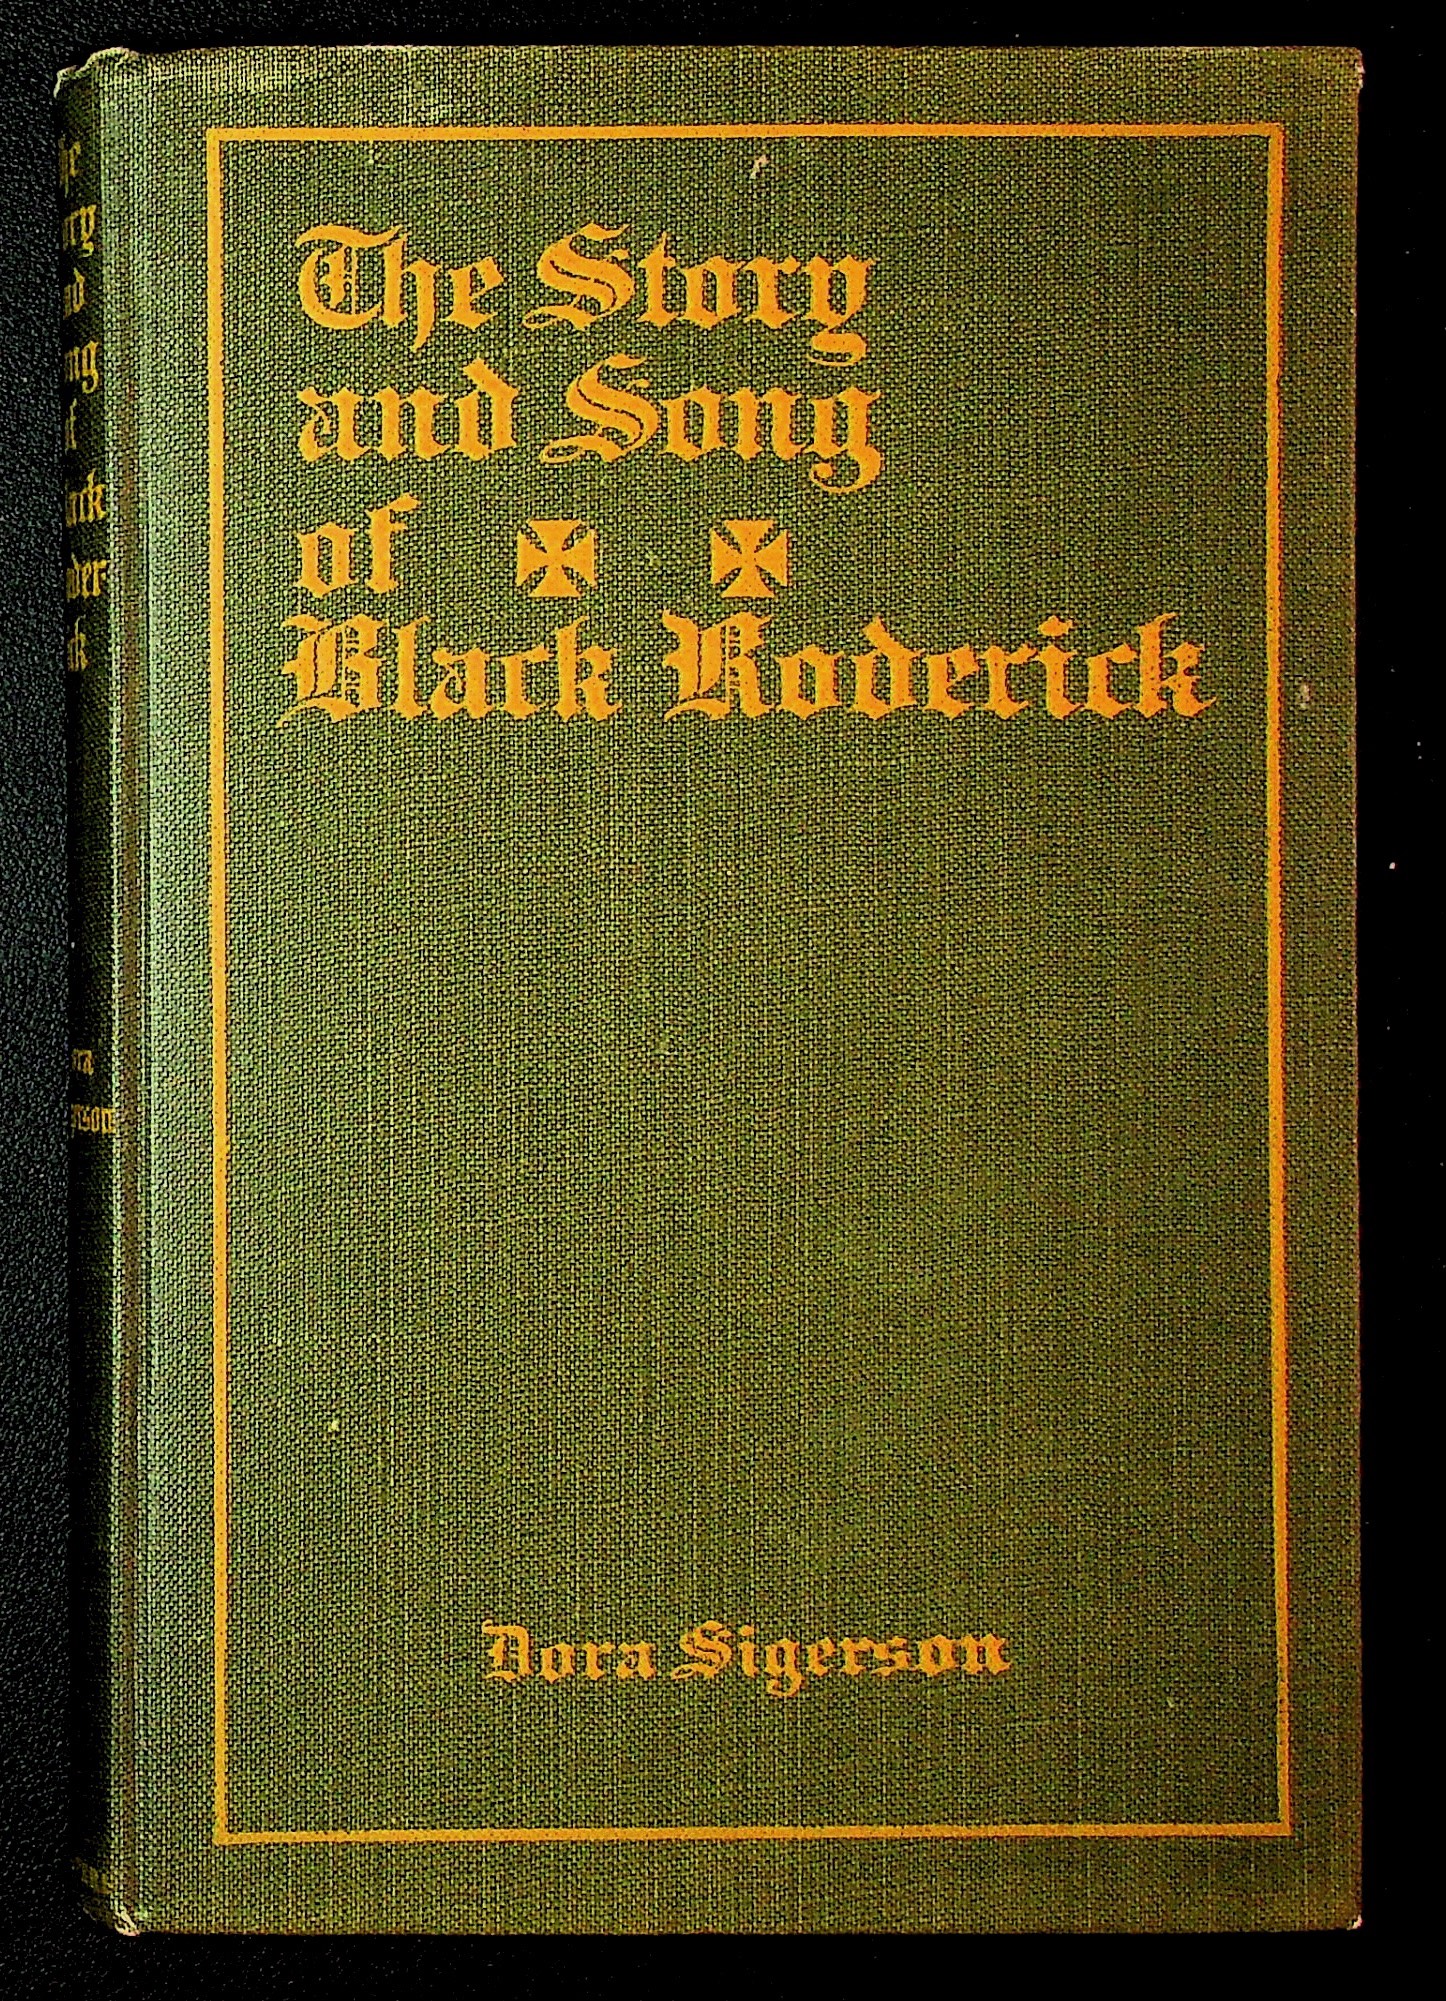 The Story
and Song
of
Black Roderick
Dora Sigerson